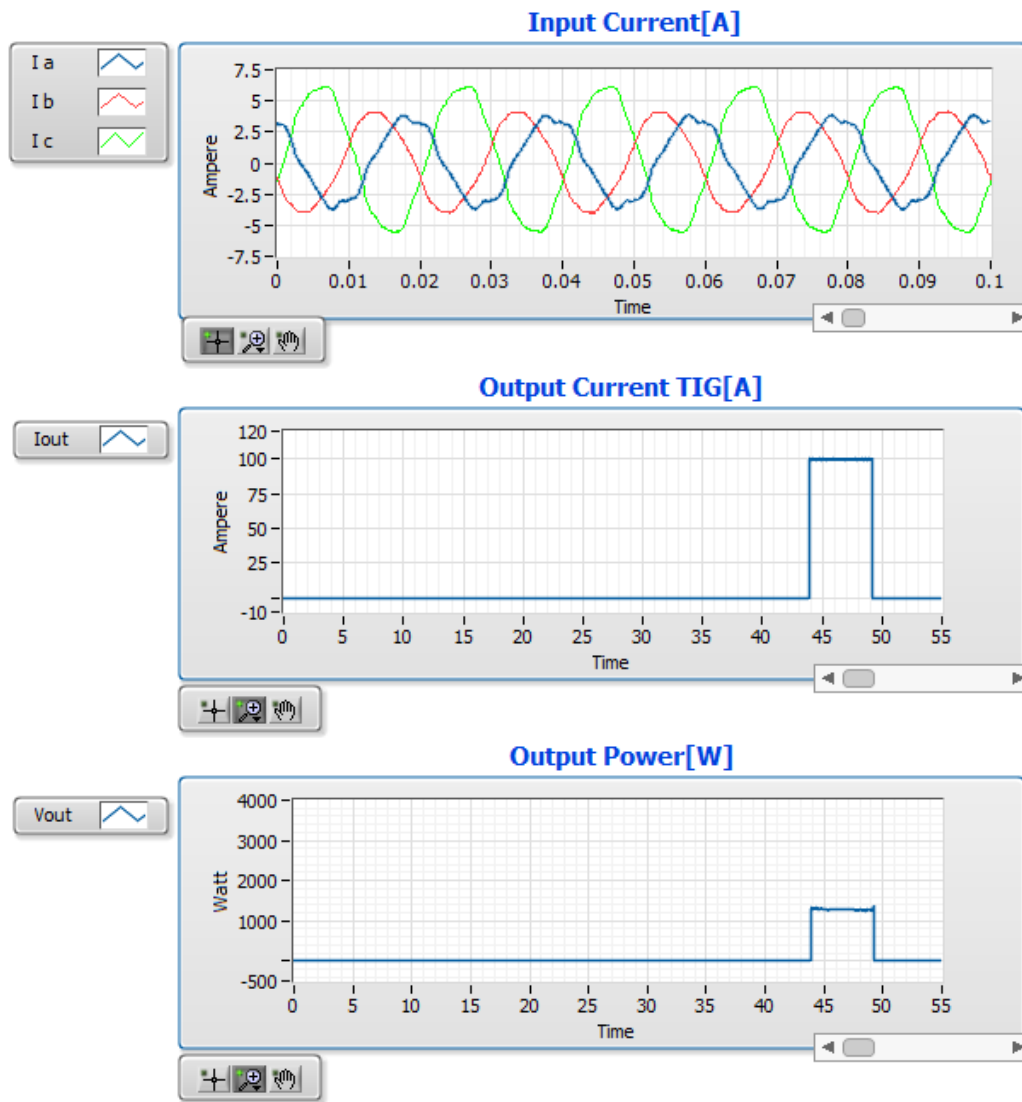 Input Current[A]
Ia
Ib
Ic
Ampere
7.5
5
2.5
0
-2.5
-5
-7.5
0 0.01 0.02 0.03 0.04 0.05 0.06 0.07 0.08 0.09 0.1
Time
Output Current TIG[A]
Iout
Ampere
120
100
75
50
25
-10
0 5 10 15 20 25 30 35 40 45 50 55
Time
Output Power[W]
Vout
Watt
4000
3000
2000
1000
-500
0 5 10 15 20 25 30 35 40 45 50 55
Time